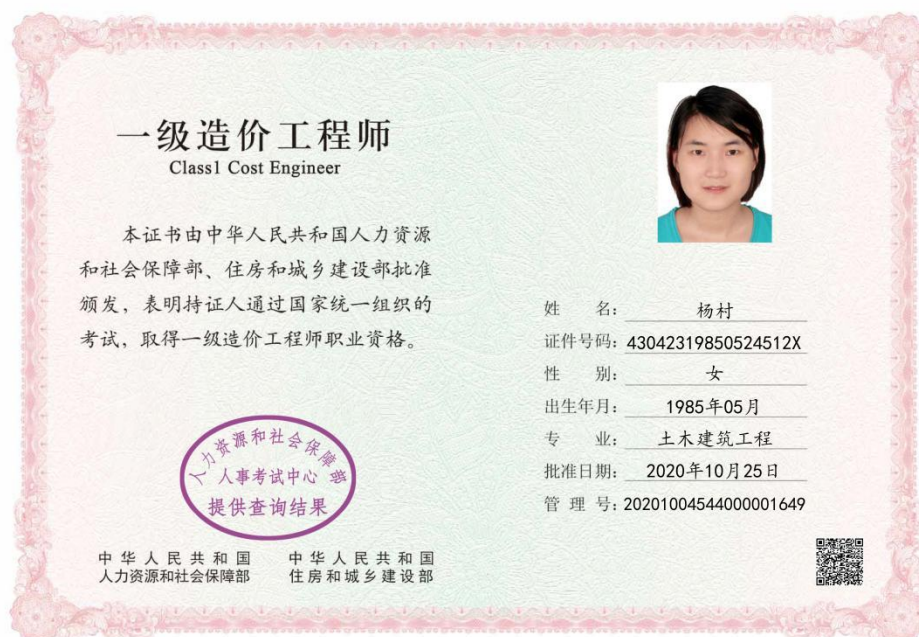 一级造价工程师
Class1 Cost Engineer
本证书由中华人民共和国人力资源
和社会保障部、住房和城乡建设部批准
颁发，表明持证人通过国家统一组织的
考试，取得一级造价工程师职业资格。
人力资源和社会保障部
人事考试中心
提供查询结果
中华人民共和国
人力资源和社会保障部
中华人民共和国
住房和城乡建设部
姓 名： 杨村
证件号码：43042319850524512X
性 别： 女
出生年月： 1985年05月
专 业： 土木建筑工程
批准日期： 2020年10月25日
管 理 号：20201004544000001649